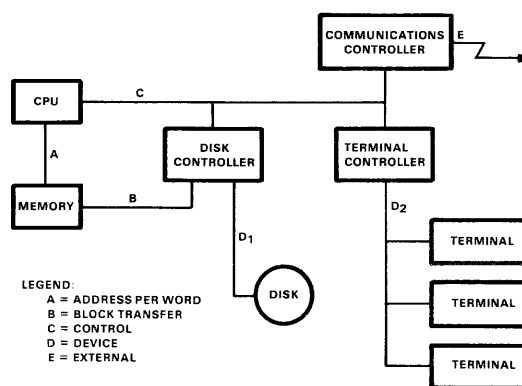 COMMUNICATIONS
CONTROLLER
E
CPU
C
A
DISK
CONTROLLER
TERMINAL
CONTROLLER
MEMORY
B
D1
D2
TERMINAL
DISK
TERMINAL
TERMINAL
LEGEND:
A = ADDRESS PER WORD
B = BLOCK TRANSFER
C = CONTROL
D = DEVICE
E = EXTERNAL